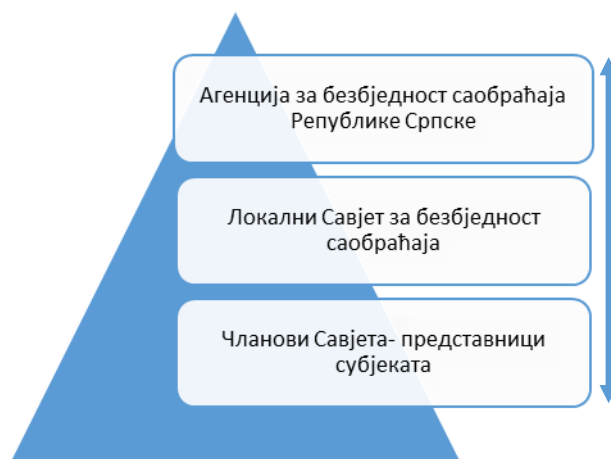 Агенција за безбједност саобраћаја
Републике Српске
Локални Савјет за безбједност
саобраћаја
Чланови Савјета- представници
субјеката